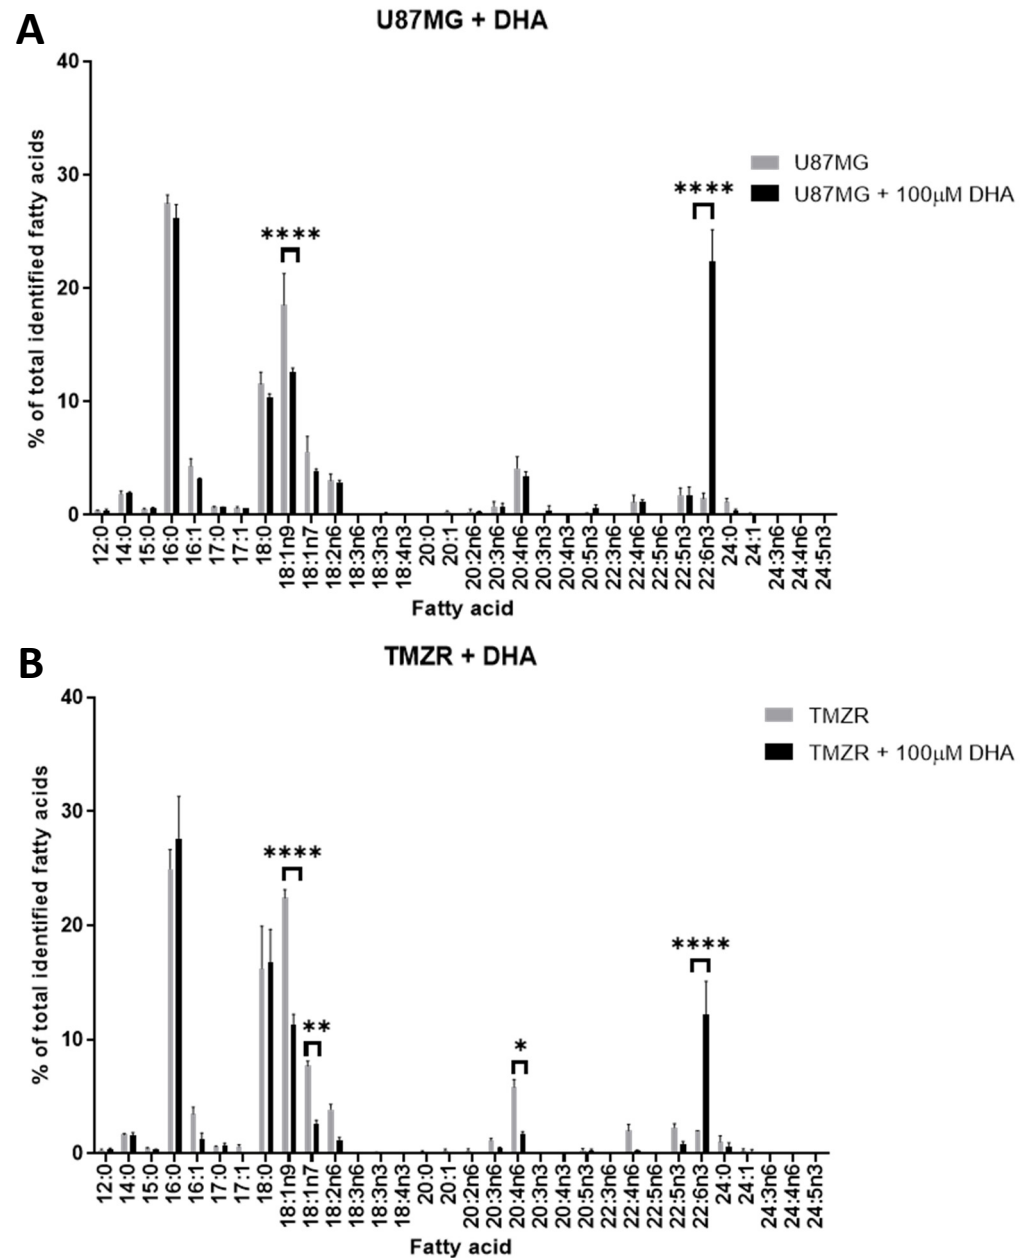 A
U87MG + DHA
% of total identified fatty acids
40
30
20
10
0
****
****
U87MG
U87MG + 100μM DHA
12:0
14:0
15:0
16:0
16:1
17:0
17:1
18:0
18:1n9
18:1n7
18:2n6
18:3n6
18:3n3
18:4n3
20:0
20:1
20:2n6
20:3n6
20:4n6
20:3n3
20:4n3
20:5n3
22:3n6
22:4n6
22:5n6
22:5n3
22:6n3
24:0
24:1
24:3n6
24:4n6
24:5n3
Fatty acid
B
TMZR + DHA
% of total identified fatty acids
40
30
20
10
0
****
**
*
****
TMZR
TMZR + 100μM DHA
12:0
14:0
15:0
16:0
16:1
17:0
17:1
18:0
18:1n9
18:1n7
18:2n6
18:3n6
18:3n3
18:4n3
20:0
20:1
20:2n6
20:3n6
20:4n6
20:3n3
20:4n3
20:5n3
22:3n6
22:4n6
22:5n6
22:5n3
22:6n3
24:0
24:1
24:3n6
24:4n6
24:5n3
Fatty acid